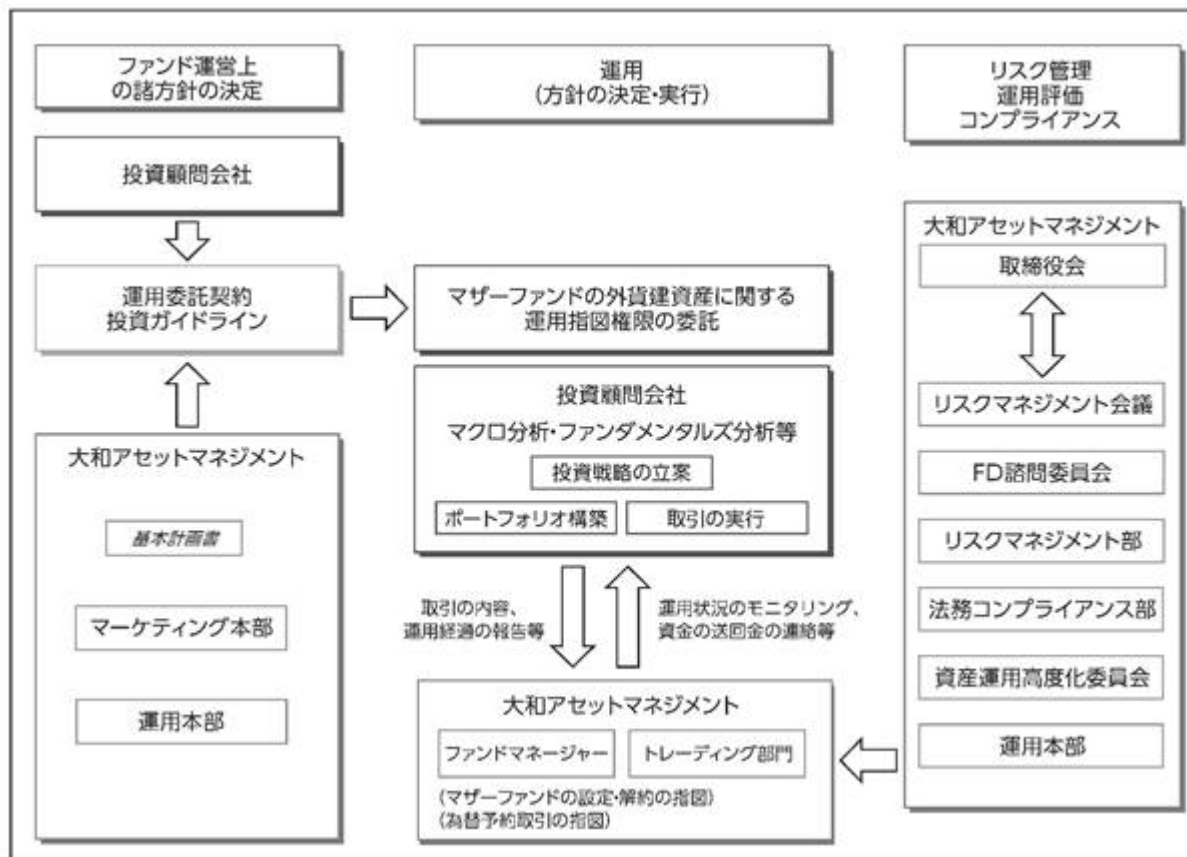 ファンド運営上
の諸方針の決定
投資顧問会社
運用委託契約
投資ガイドライン
大和アセットマネジメント
基本計画書
マーケティング本部
運用本部
運用
(方針の決定・実行)
マザーファンドの外貨建資産に関する
運用指図権限の委託
投資顧問会社
マクロ分析・ファンダメンタルズ分析等
投資戦略の立案
ポートフォリオ構築
取引の実行
取引の内容、
運用経過の報告等
運用状況のモニタリング、
資金の送回金の連絡等
大和アセットマネジメント
ファンドマネージャー
トレーディング部門
(マザーファンドの設定・解約の指図)
(為替予約取引の指図)
リスク管理
運用評価
コンプライアンス
大和アセットマネジメント
取締役会
リスクマネジメント会議
FD諮問委員会
リスクマネジメント部
法務コンプライアンス部
資産運用高度化委員会
運用本部